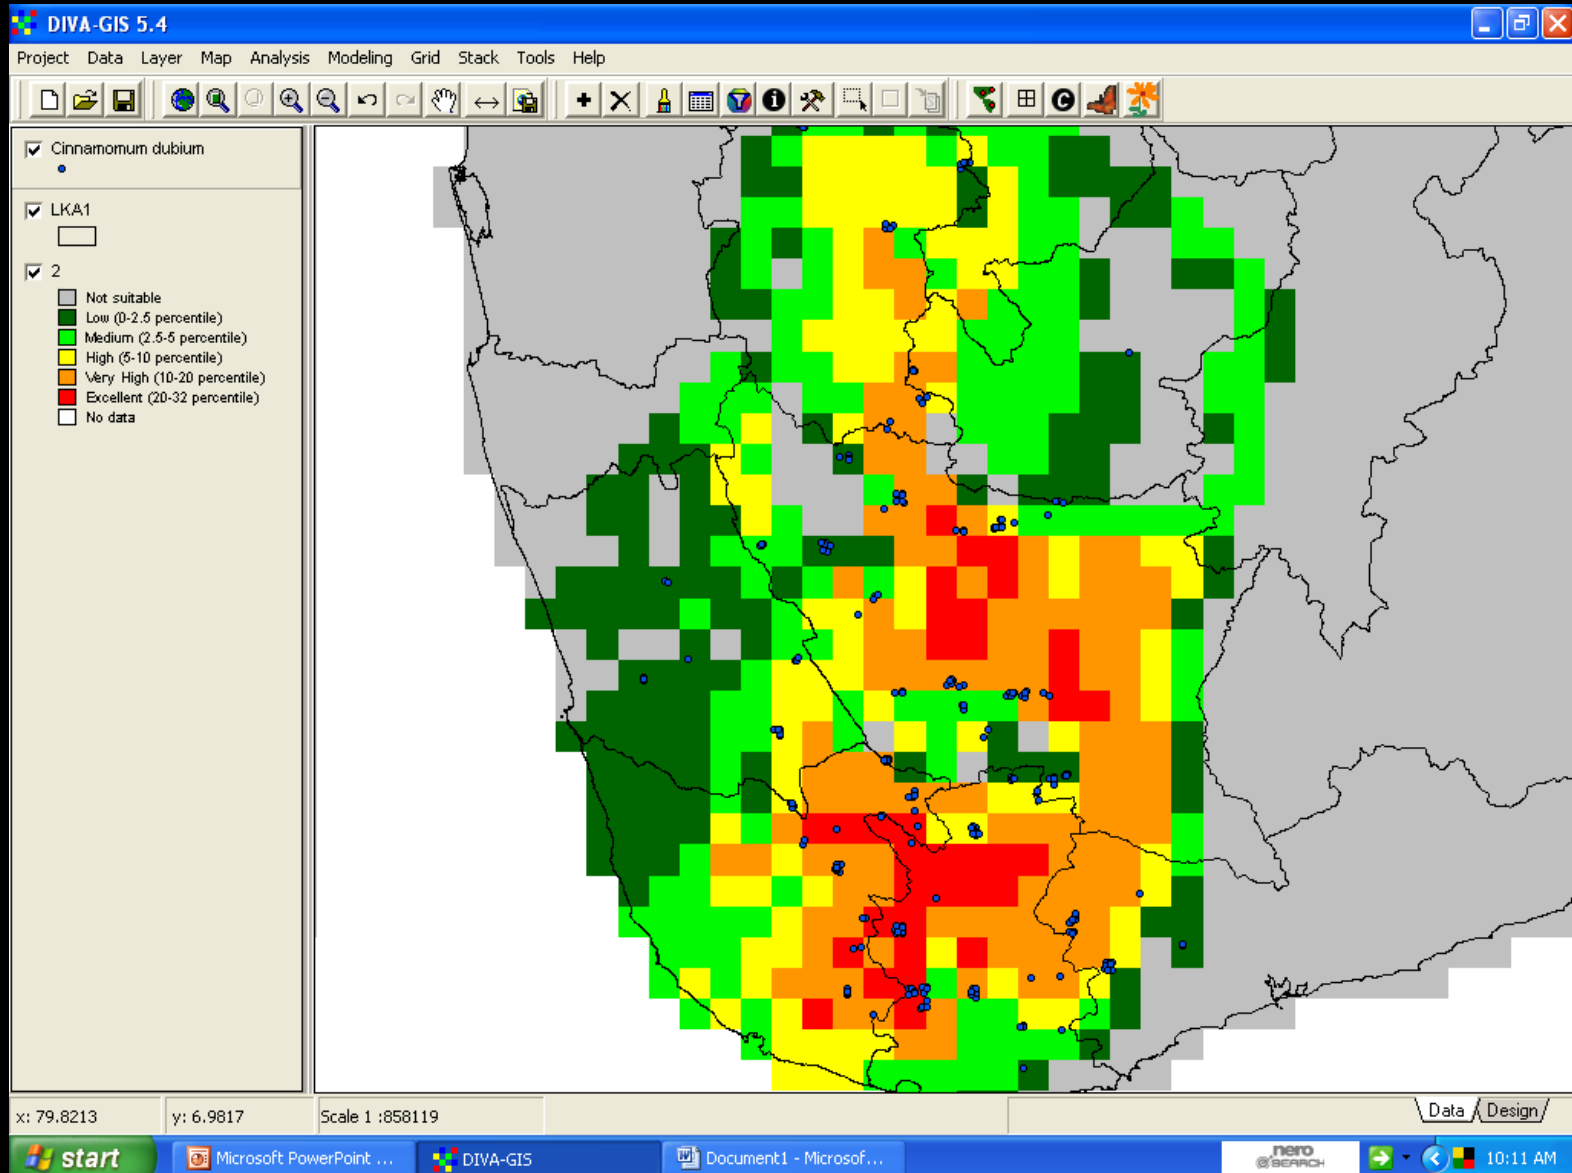 DIVA-GIS 5.4
Project Data Layer Map Analysis Modeling Grid Stack Tools Help
Cinnamomum dubium
LKA1
2
Not suitable
Low (0-2.5 percentile)
Medium (2.5-5 percentile)
High (5-10 percentile)
Very High (10-20 percentile)
Excellent (20-32 percentile)
No data
x: 79.8213 y: 6.9817 Scale 1 :858119
Data Design
start Microsoft PowerPoint ... DIVA-GIS Document1 - Microsof... nero SEARCH 10:11 AM